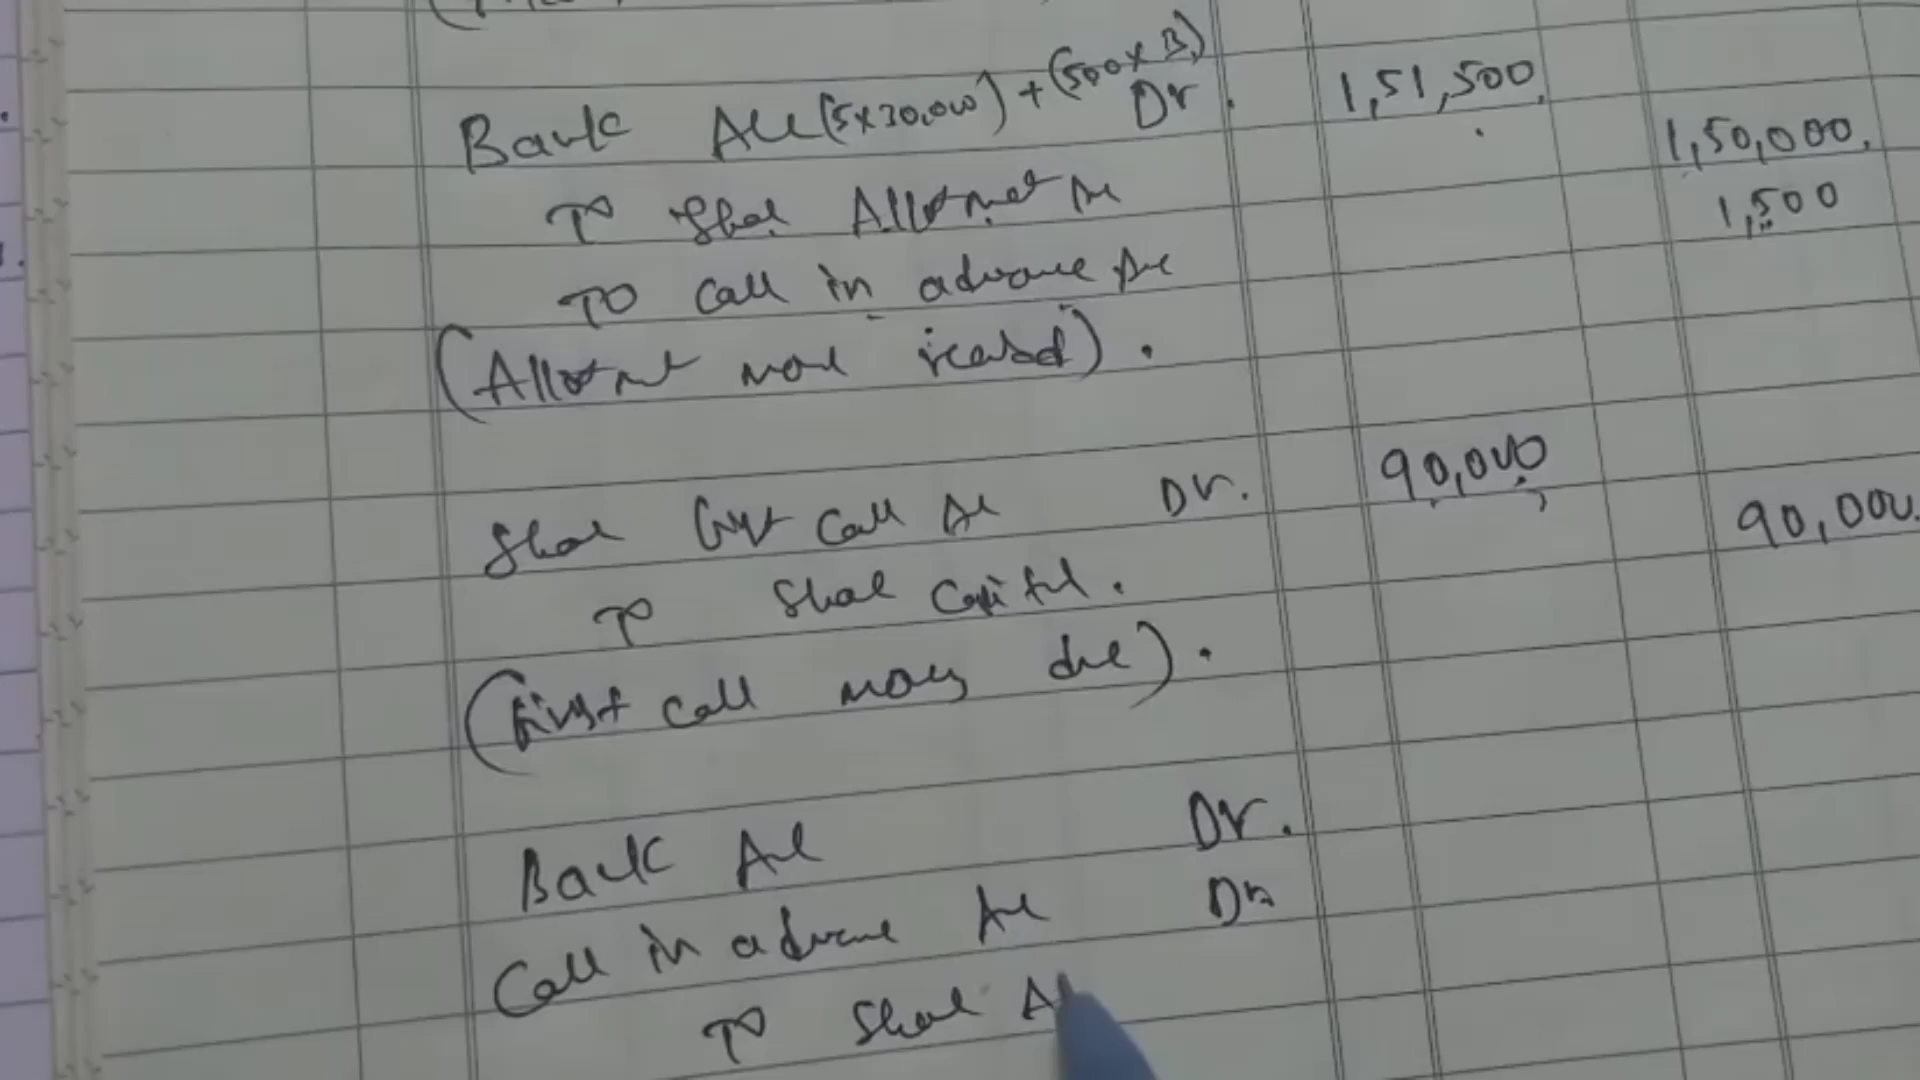 Bank A/c (5x30,000) + (500 x 3) Dr. 1,51,500
To Share Allotment A/c 1,50,000
To Call in advance A/c 1,500
(Allotment money received).
Share First Call A/c Dr. 90,000
To Share Capital. 90,000
(First call money due).
Bank A/c Dr.
Call in advance A/c Dr
To Share A